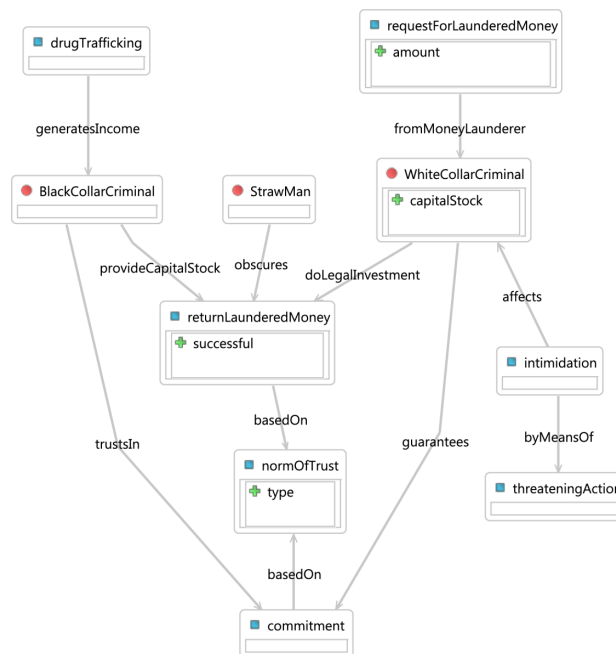 requestForLaunderedMoney
drugTrafficking
amount
generatesIncome
fromMoneyLaunderer
WhiteCollarCriminal
BlackCollarCriminal
StrawMan
capitalStock
provideCapitalStock
obscures
doLegalInvestment
affects
returnLaunderedMoney
successful
intimidation
basedOn
trustsIn
guarantees
byMeansOf
normOfTrust
threateningAction
type
basedOn
commitment